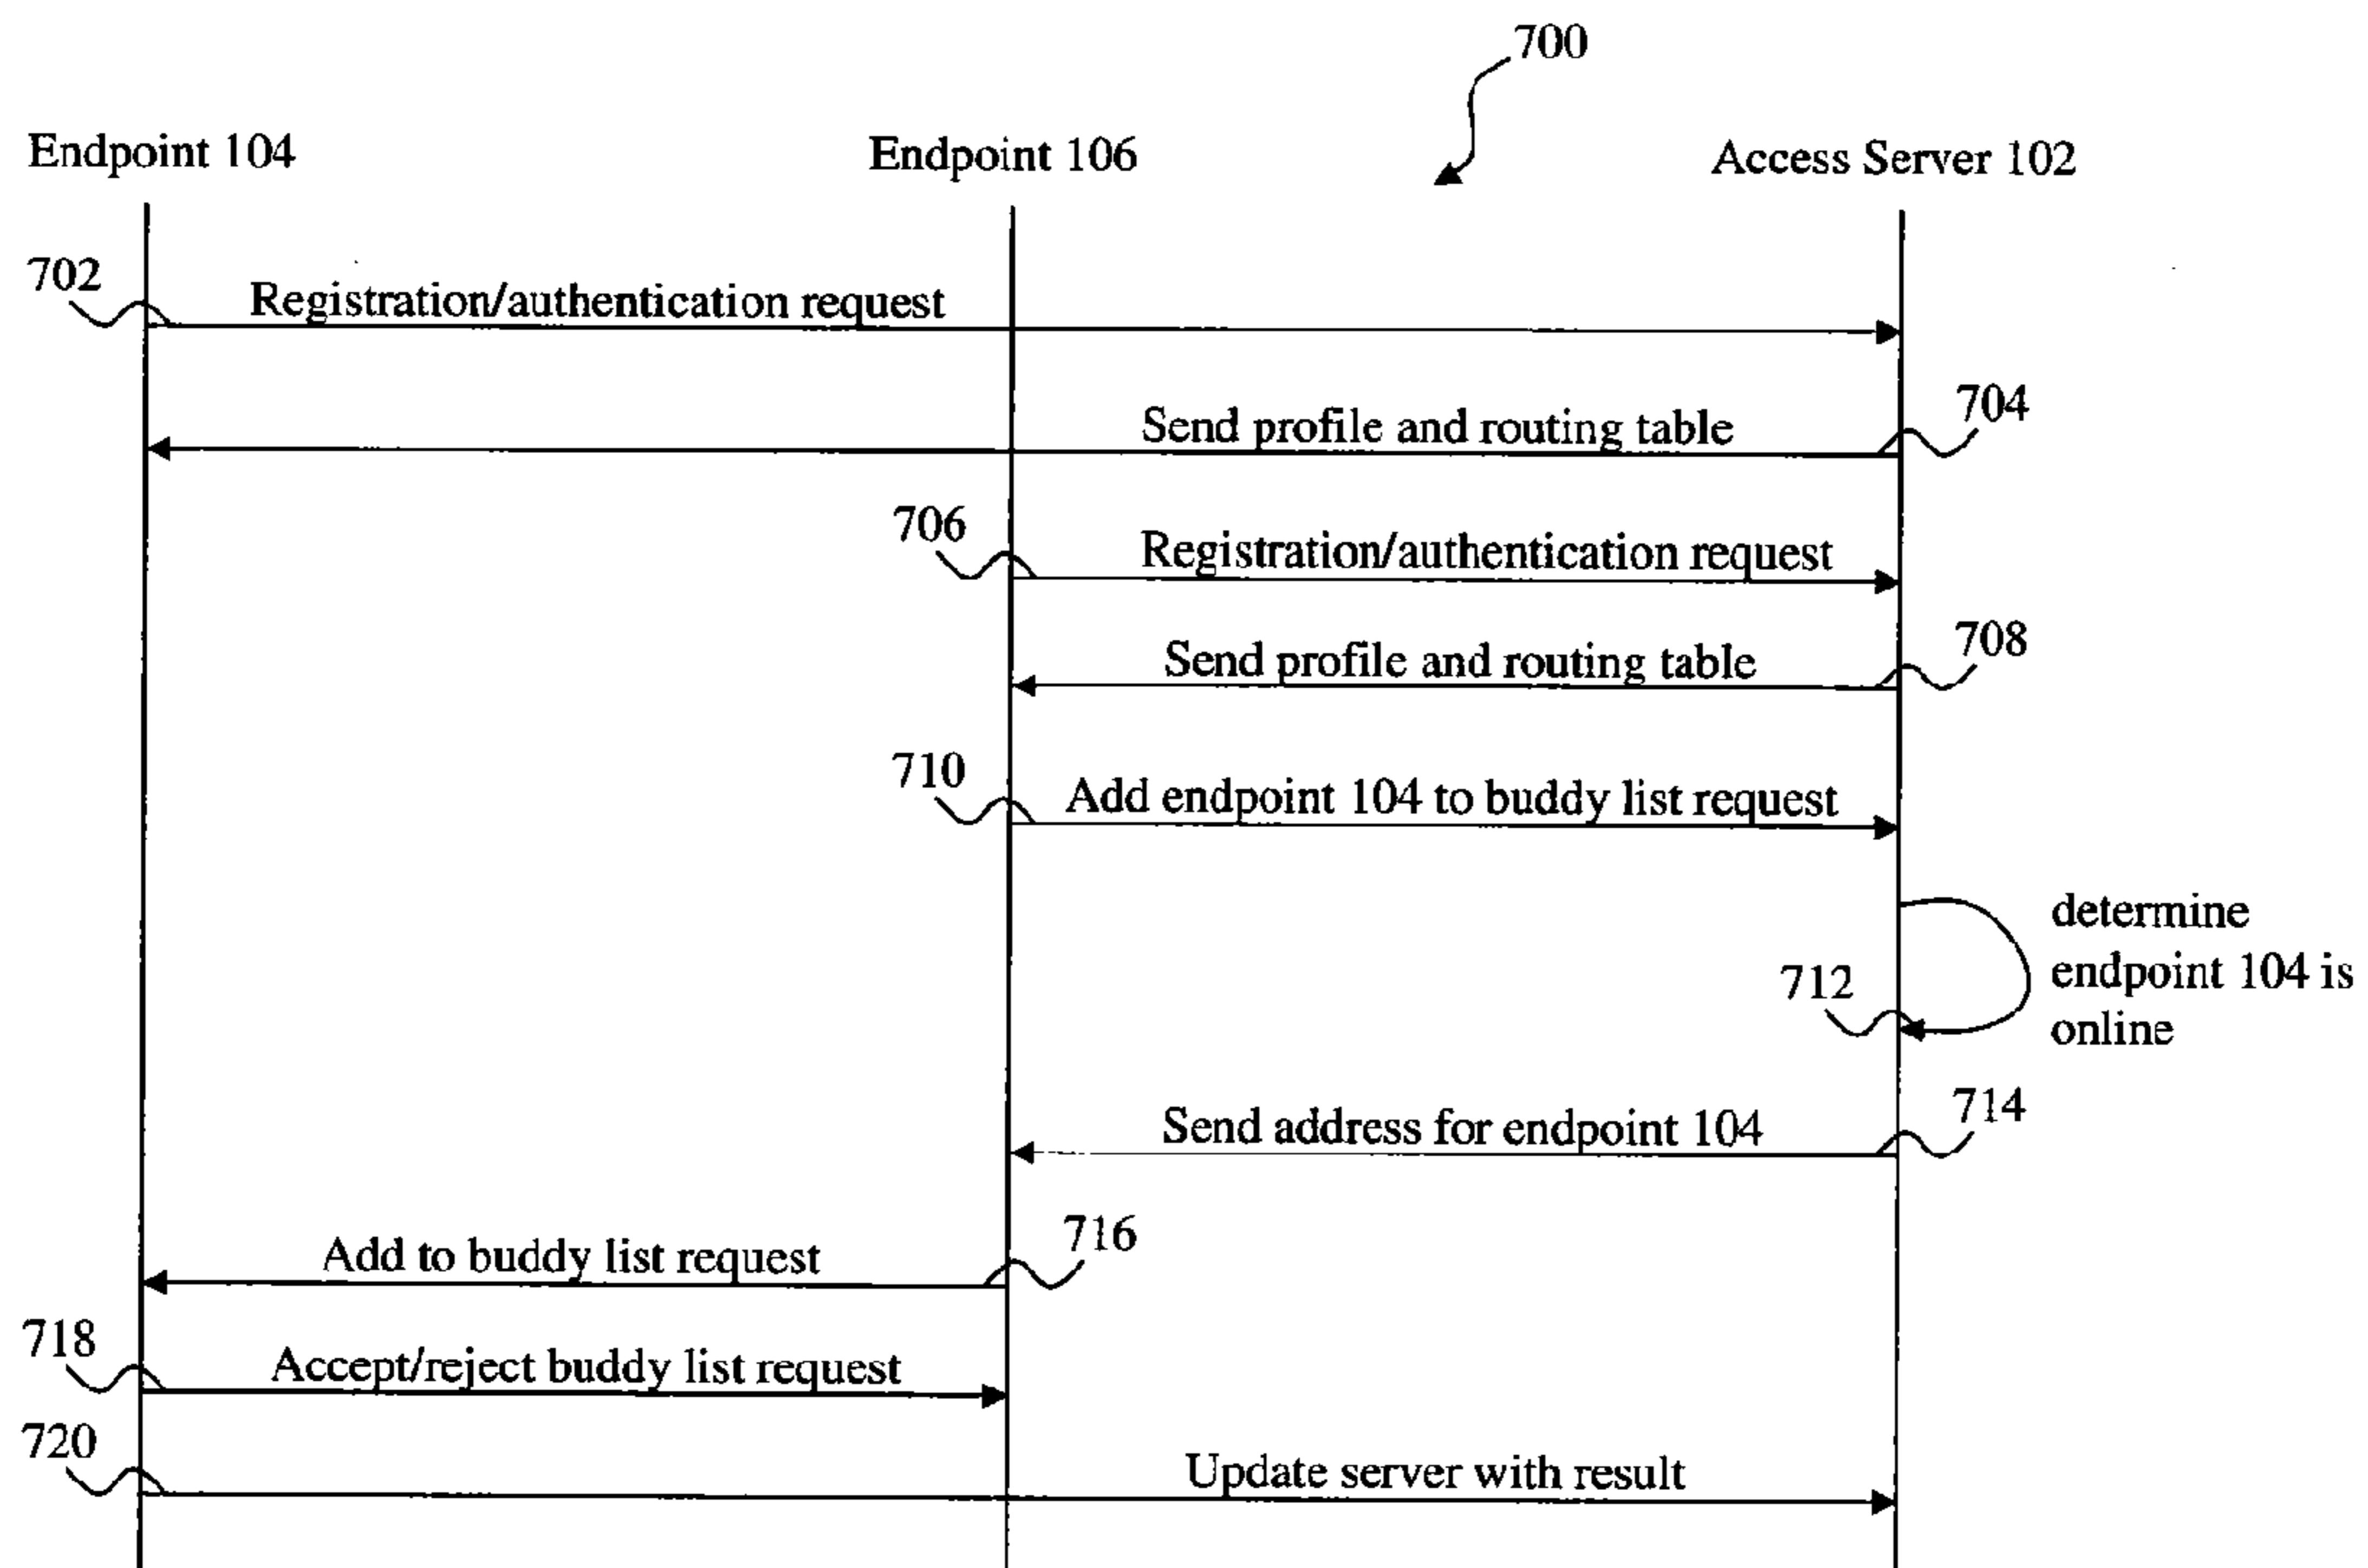 700
Endpoint 104
Endpoint 106
Access Server 102
702
Registration/authentication request
704
Send profile and routing table
706
Registration/authentication request
708
Send profile and routing table
710
Add endpoint 104 to buddy list request
determine
endpoint 104 is
online
712
714
Send address for endpoint 104
716
Add to buddy list request
718
Accept/reject buddy list request
720
Update server with result